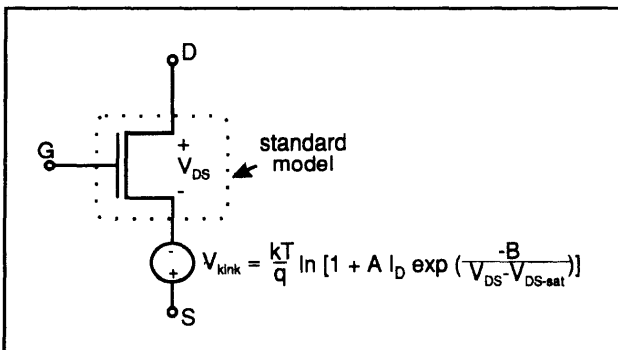 D
G
+
V_DS
-
standard
model
-
+
V_kink = kT/q ln [1 + A I_D exp (-B/(V_DS-V_DS-sat))]
S